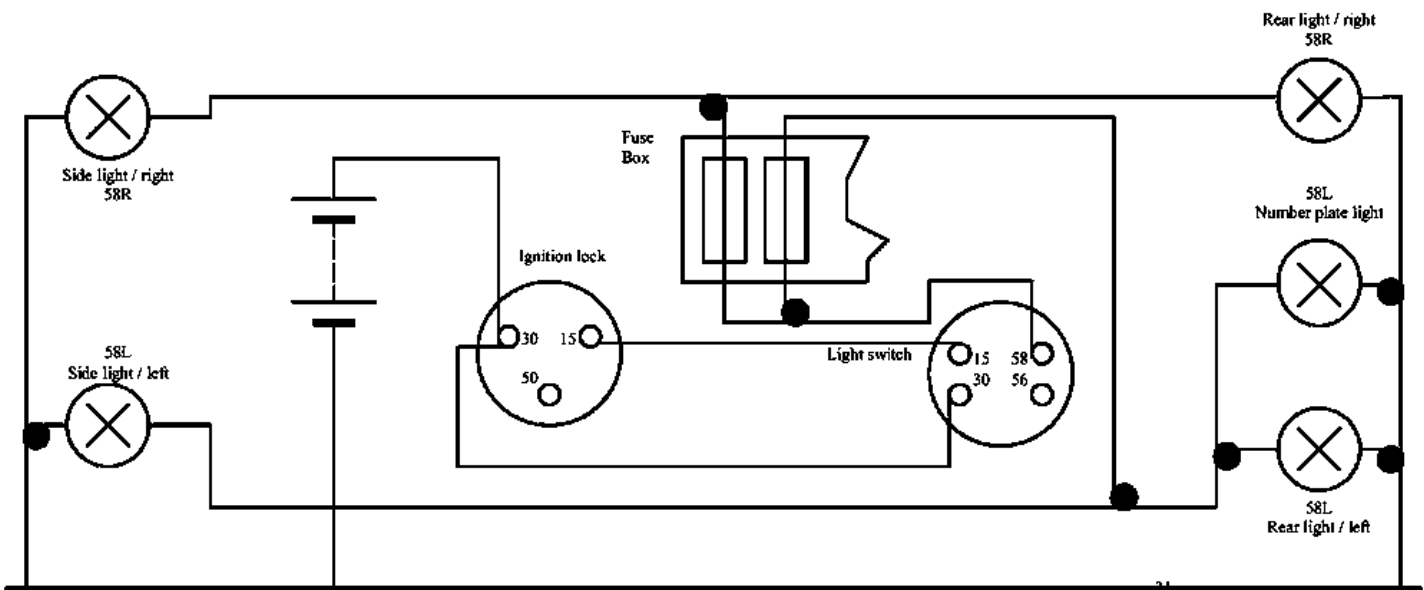 Rear light / right
58R
Side light / right
58R
Fuse
Box
58L
Number plate light
Ignition lock
30
15
50
Light switch
15
58
30
56
58L
Side light / left
58L
Rear light / left